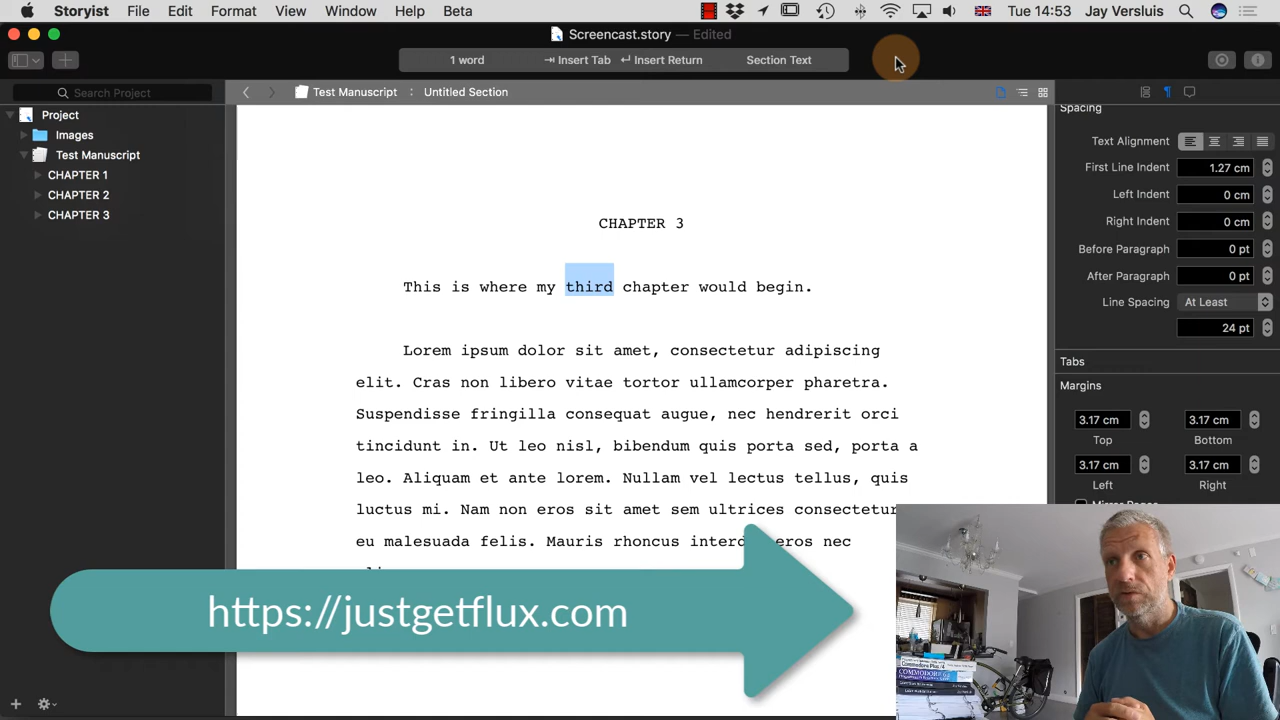 Storyist File Edit Format View Window Help Beta Tue 14:53 Jay Versluis
Screencast.story — Edited
1 word Insert Tab Insert Return Section Text
Search Project
Test Manuscript : Untitled Section
Project
Images
Test Manuscript
CHAPTER 1
CHAPTER 2
CHAPTER 3
CHAPTER 3
This is where my third chapter would begin.
Lorem ipsum dolor sit amet, consectetur adipiscing
elit. Cras non libero vitae tortor ullamcorper pharetra.
Suspendisse fringilla consequat augue, nec hendrerit orci
tincidunt in. Ut leo nisl, bibendum quis porta sed, porta a
leo. Aliquam et ante lorem. Nullam vel lectus tellus, quis
luctus mi. Nam non eros sit amet sem ultrices consectetur
eu malesuada felis. Mauris rhoncus eros nec
Spacing
Text Alignment
First Line Indent 1.27 cm
Left Indent 0 cm
Right Indent 0 cm
Before Paragraph 0 pt
After Paragraph 0 pt
Line Spacing At Least
24 pt
Tabs
Margins
3.17 cm 3.17 cm
Top Bottom
3.17 cm 3.17 cm
Left Right
https://justgetflux.com
Commodore Plus/4
COMMODORE 64